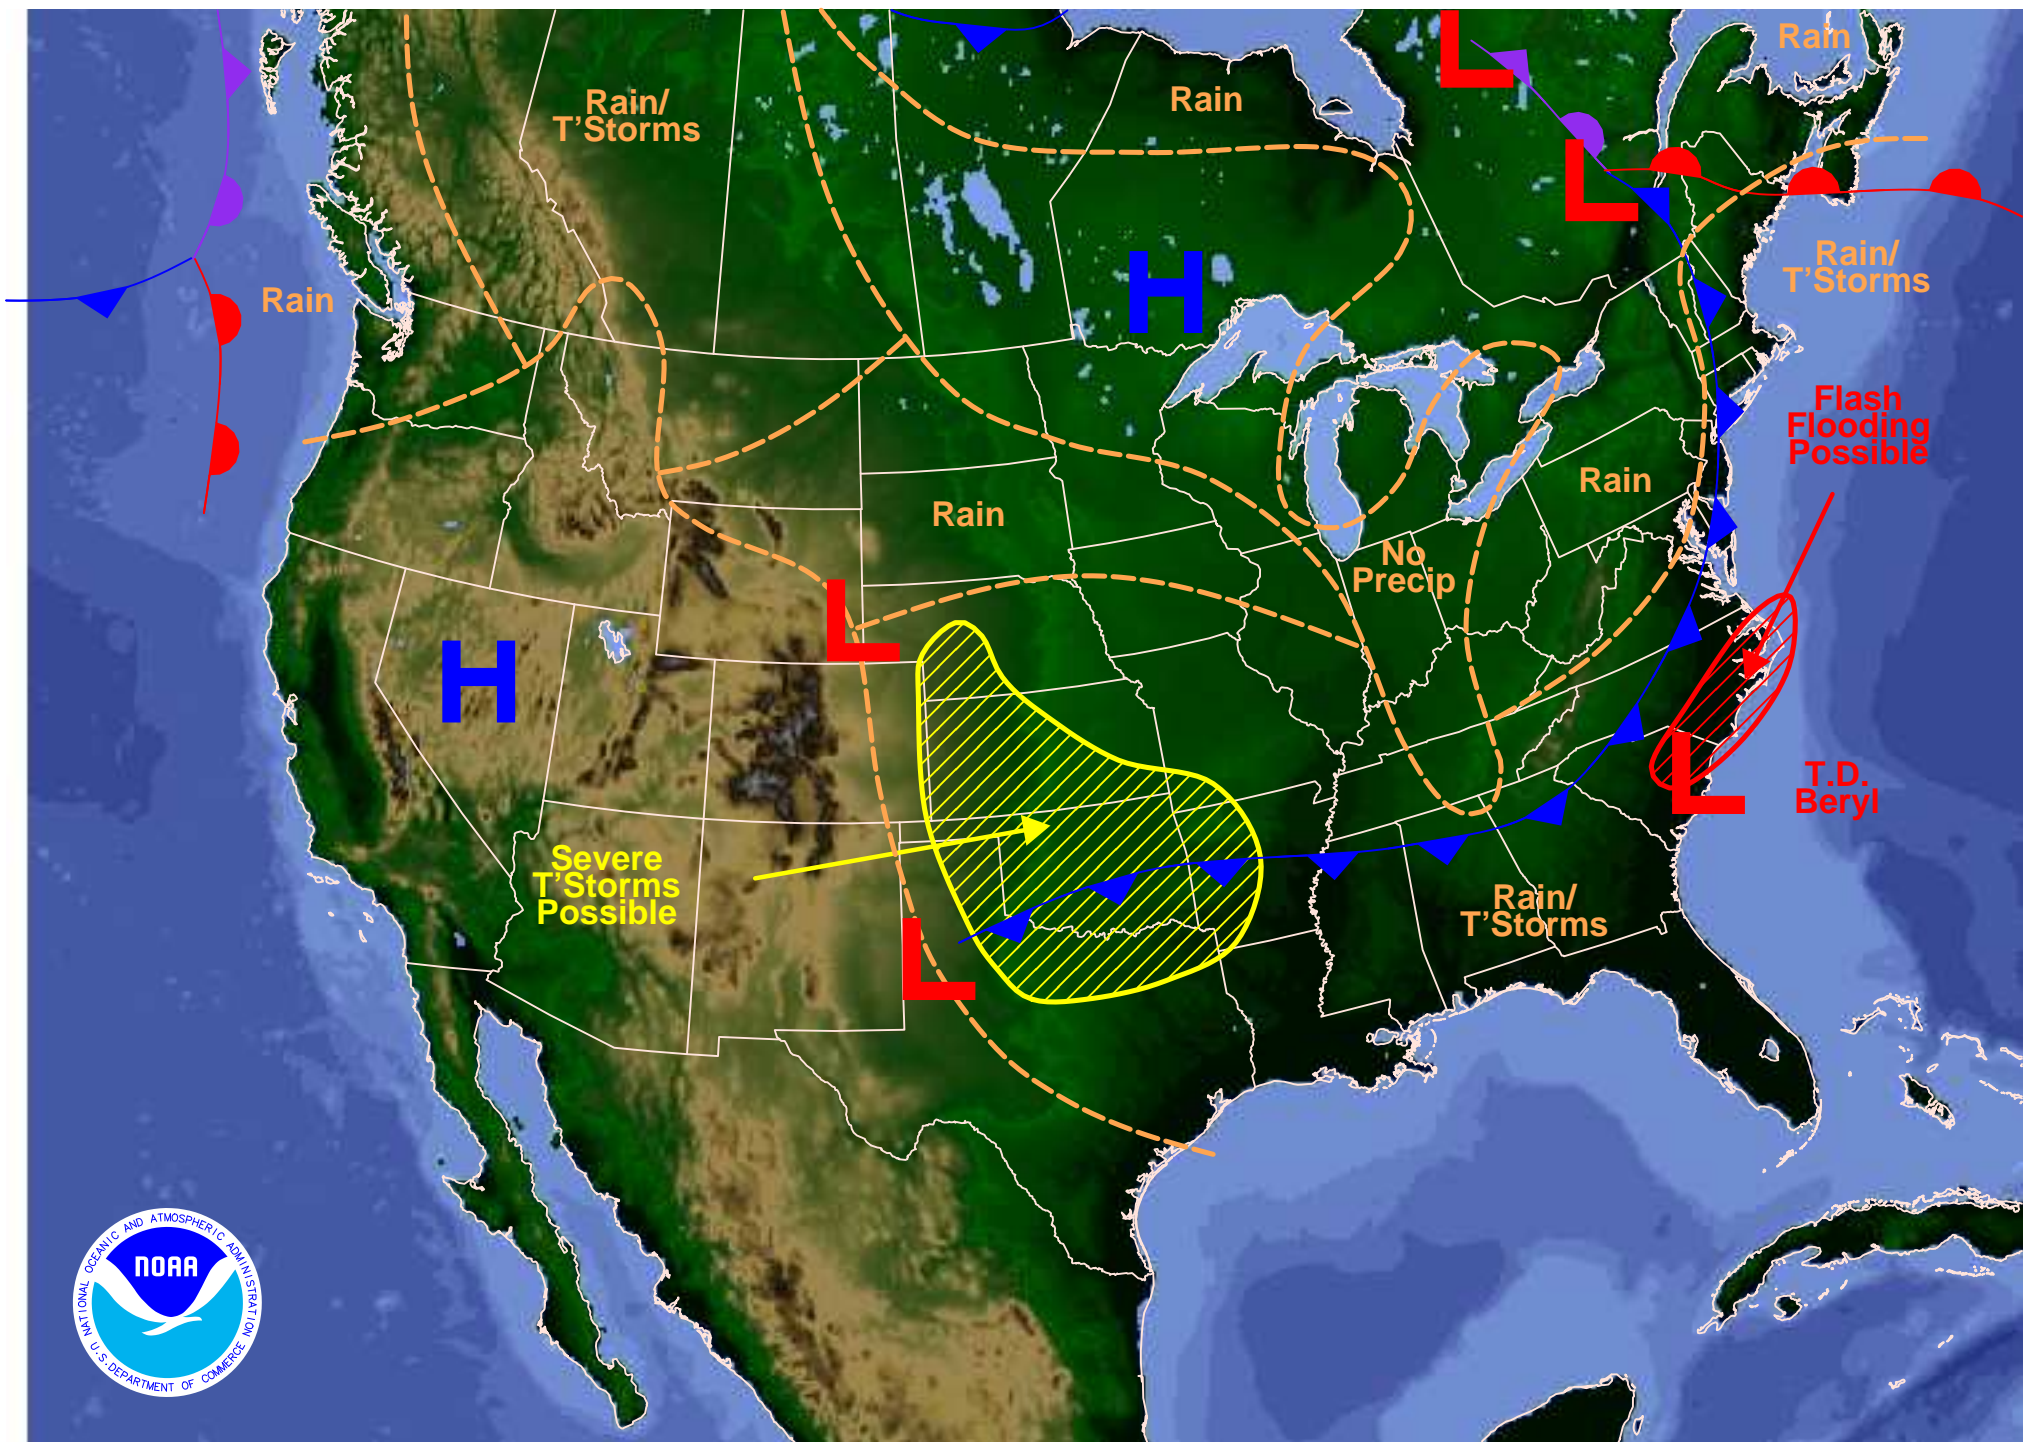 Rain
Rain/
T'Storms
Rain
Rain
H
L
L
Rain/
T'Storms
Flash
Flooding
Possible
Rain
Rain
No
Precip
H
L
L
T.D.
Beryl
Severe
T'Storms
Possible
Rain/
T'Storms
L
NATIONAL OCEANIC AND ATMOSPHERIC ADMINISTRATION
NOAA
U.S. DEPARTMENT OF COMMERCE